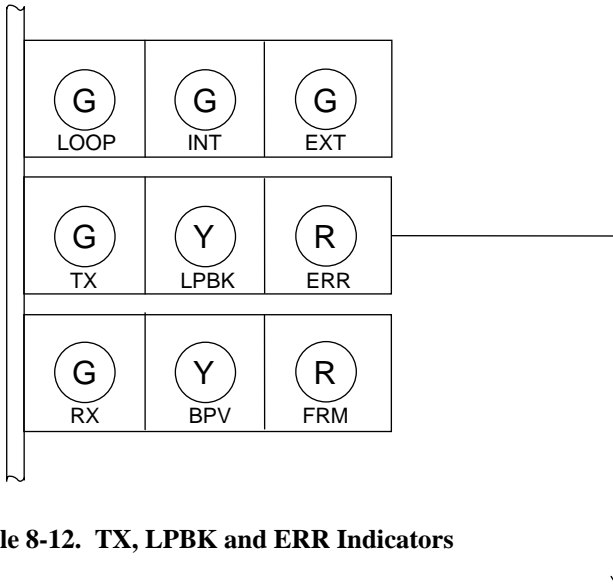 G G G
LOOP INT EXT
G Y R
TX LPBK ERR
G Y R
RX BPV FRM
le 8-12. TX, LPBK and ERR Indicators